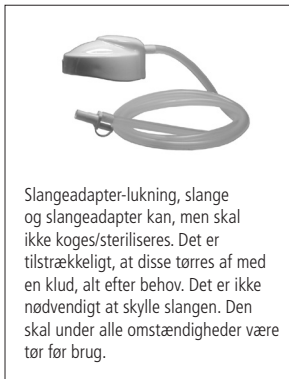 Slangeadapter-lukning, slange
og slangeadapter kan, men skal
ikke koges/steriliseres. Det er
tilstrækkeligt, at disse tørres af med
en klud, alt efter behov. Det er ikke
nødvendigt at skylle slangen. Den
skal under alle omstændigheder være
tør før brug.